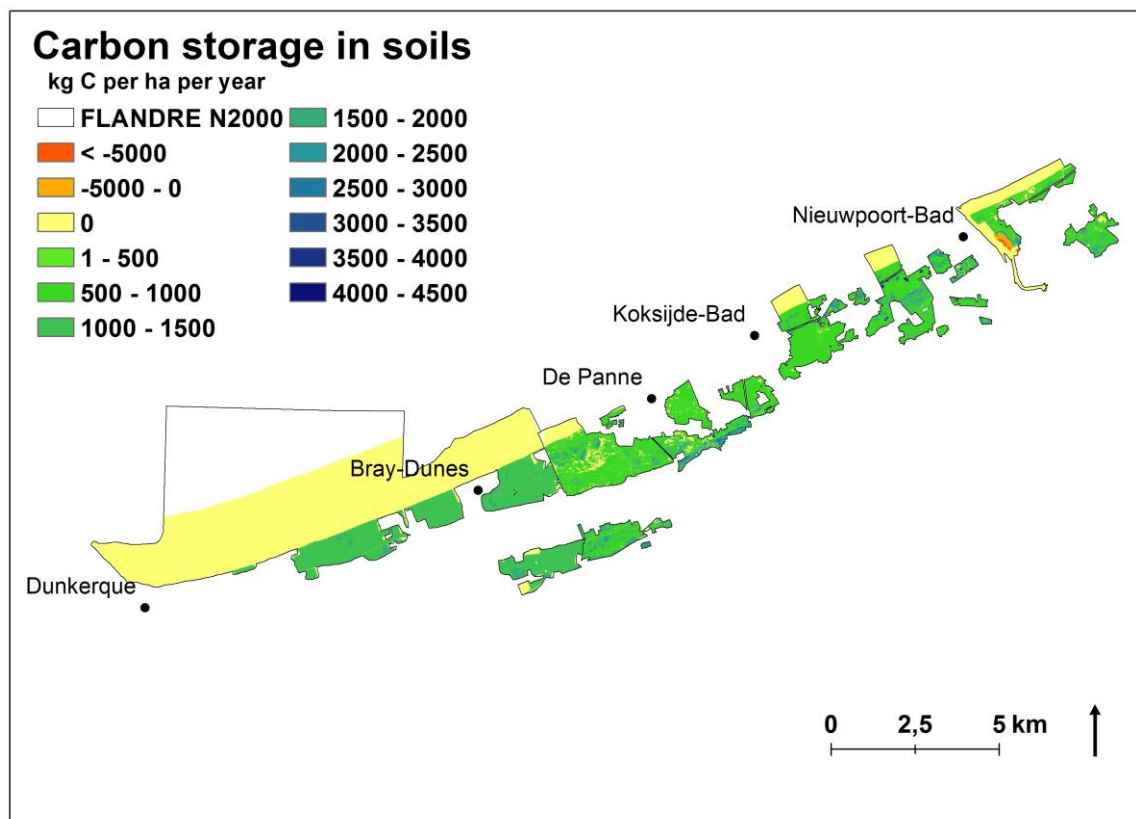 Carbon storage in soils
kg C per ha per year
FLANDRE N2000
< -5000
-5000 - 0
0
1 - 500
500 - 1000
1000 - 1500
1500 - 2000
2000 - 2500
2500 - 3000
3000 - 3500
3500 - 4000
4000 - 4500
Nieuwpoort-Bad
Koksijde-Bad
De Panne
Bray-Dunes
Dunkerque
0 2,5 5 km